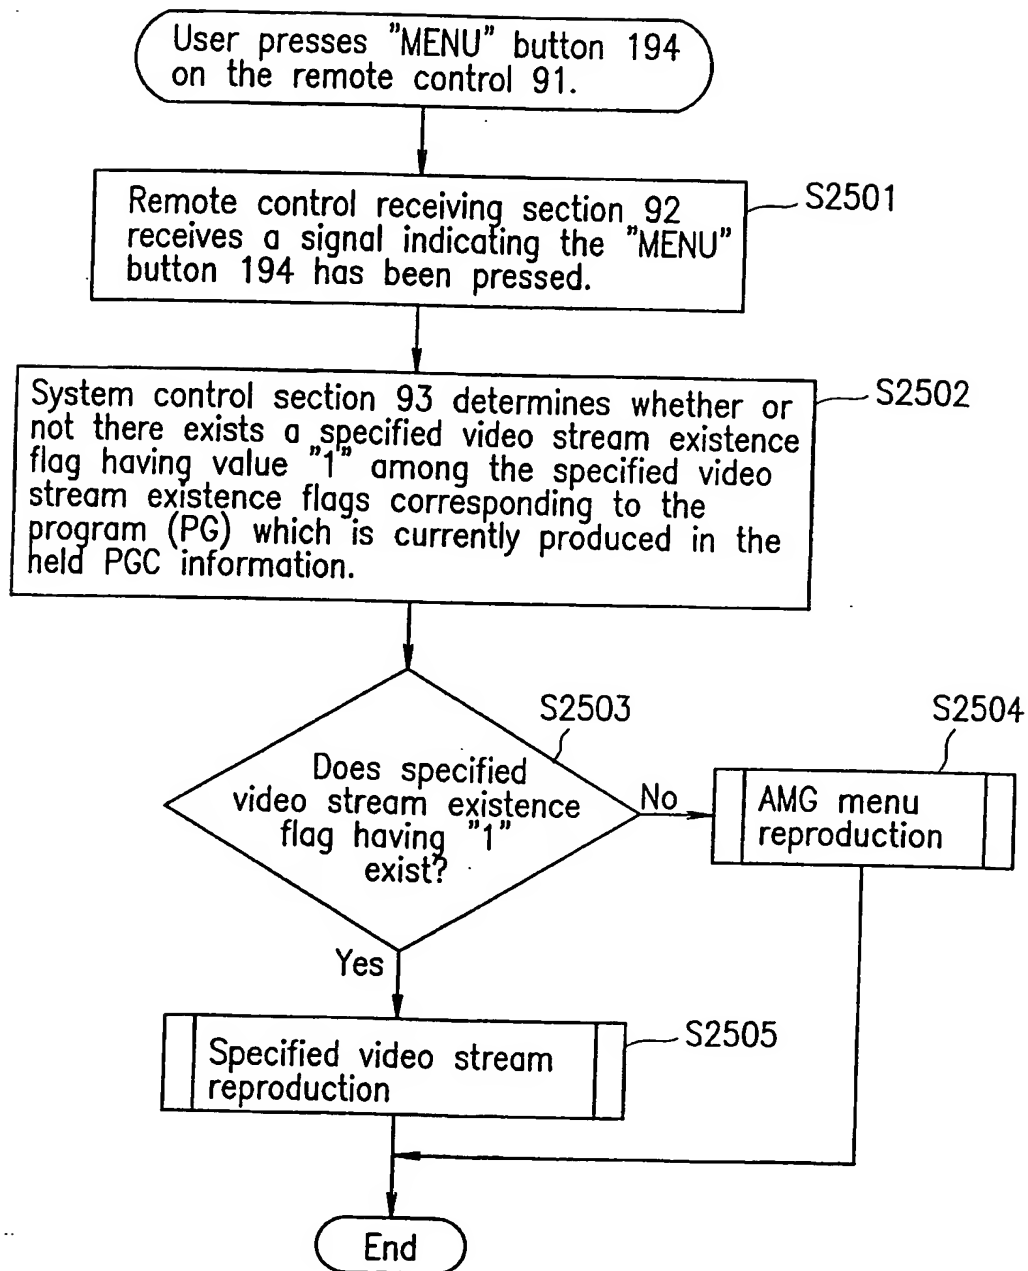 User presses "MENU" button 194
on the remote control 91.
Remote control receiving section 92
receives a signal indicating the "MENU"
button 194 has been pressed.
S2501
System control section 93 determines whether or
not there exists a specified video stream existence
flag having value "1" among the specified video
stream existence flags corresponding to the
program (PG) which is currently produced in the
held PGC information.
S2502
S2503
Does specified
video stream existence
flag having "1"
exist?
No
S2504
AMG menu
reproduction
Yes
Specified video stream
reproduction
S2505
End